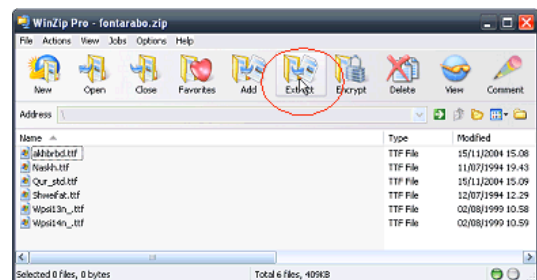 WinZip Pro - fontarabo.zip
File Actions View Jobs Options Help
New Open Close Favorites Add Extract Encrypt Delete View Comment
Address \
Name Type Modified
akhbrbd.ttf TTF File 15/11/2004 15.08
Naskh.ttf TTF File 11/07/1994 19.43
Qur_std.ttf TTF File 15/11/2004 15.09
Shweifat.ttf TTF File 12/07/1994 12.29
Wpsi13n_.ttf TTF File 02/08/1999 10.58
Wpsi14n_.ttf TTF File 02/08/1999 10.59
Selected 0 files, 0 bytes Total 6 files, 409KB